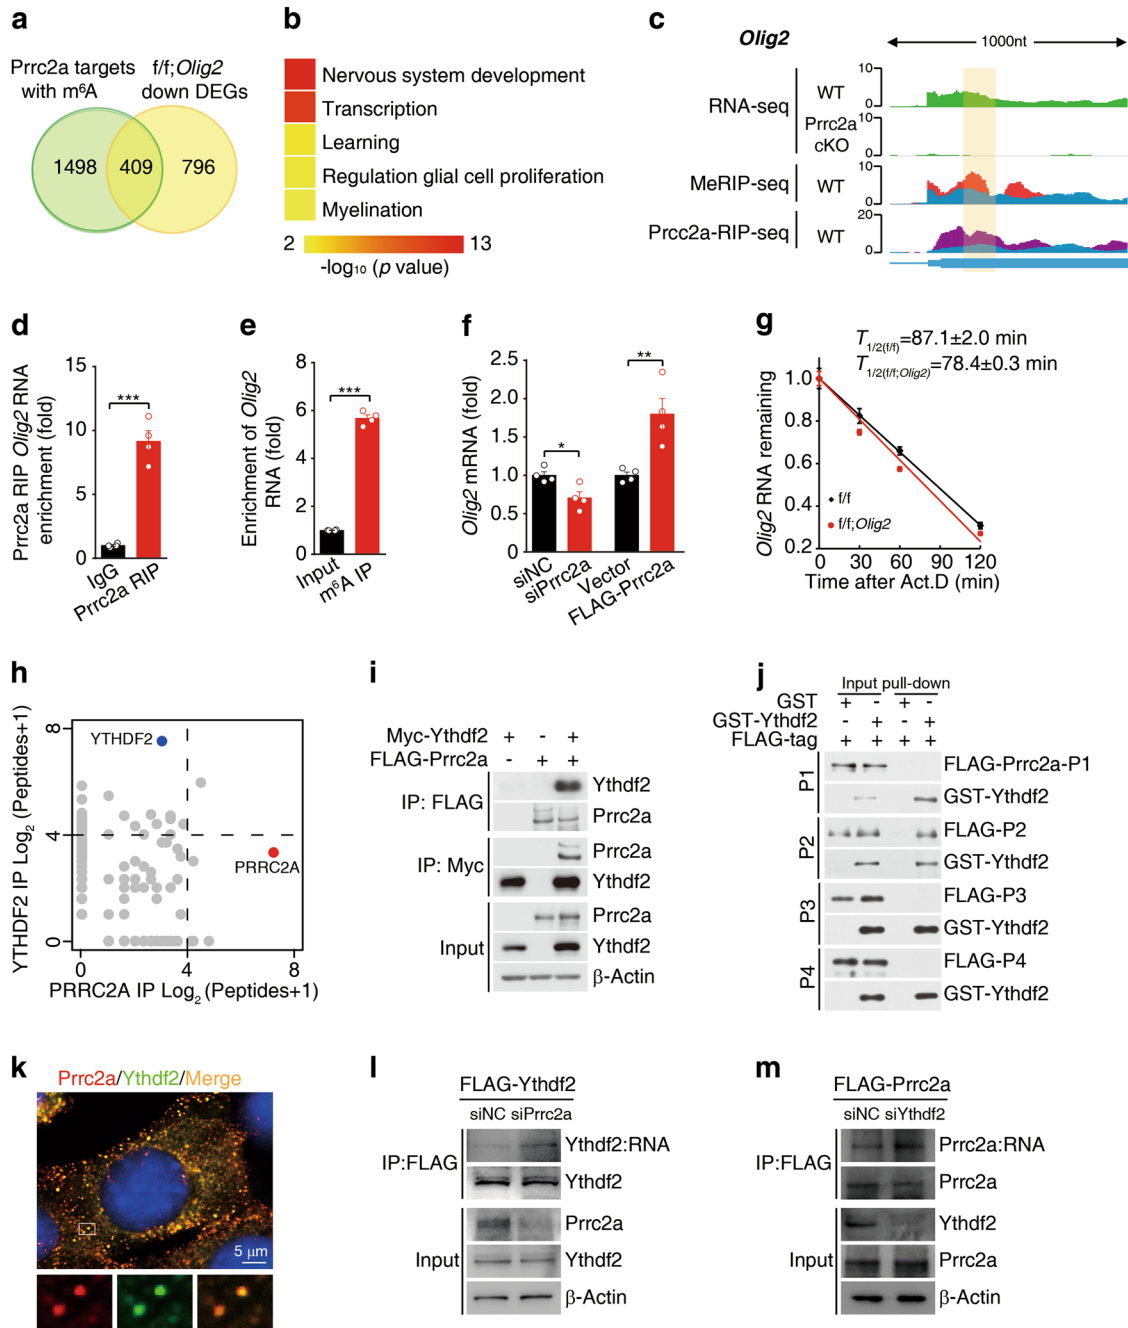 a
Prrc2a targets with m⁶A
f/f;Olig2 down DEGs
1498 409 796
b
Nervous system development
Transcription
Learning
Regulation glial cell proliferation
Myelination
2 13
-log₁₀ (p value)
c
Olig2
1000nt
RNA-seq
WT
10
0
Prrc2a cKO
10
0
MeRIP-seq
WT
10
0
Prcc2a-RIP-seq
WT
20
0
d
Prrc2a RIP Olig2 RNA enrichment (fold)
15
10
5
0
***
IgG
Prrc2a RIP
e
Enrichment of Olig2 RNA (fold)
8
6
4
2
0
***
Input
m⁶A IP
f
Olig2 mRNA (fold)
2.5
2.0
1.5
1.0
0.5
0
*
**
siNC
siPrrc2a
Vector
FLAG-Prrc2a
g
T1/2(f/f)=87.1±2.0 min
T1/2(f/f;Olig2)=78.4±0.3 min
Olig2 RNA remaining
1.0
0.8
0.6
0.4
0.2
f/f
f/f;Olig2
0 30 60 90 120
Time after Act.D (min)
h
YTHDF2 IP Log₂ (Peptides+1)
8
4
0
YTHDF2
PRRC2A
0 4 8
PRRC2A IP Log₂ (Peptides+1)
i
Myc-Ythdf2 + - +
FLAG-Prrc2a - + +
IP: FLAG
Ythdf2
Prrc2a
IP: Myc
Prrc2a
Ythdf2
Input
Prrc2a
Ythdf2
β-Actin
j
Input pull-down
GST + - + -
GST-Ythdf2 - + - +
FLAG-tag + + + +
P1
FLAG-Prrc2a-P1
GST-Ythdf2
P2
FLAG-P2
GST-Ythdf2
P3
FLAG-P3
GST-Ythdf2
P4
FLAG-P4
GST-Ythdf2
k
Prrc2a/Ythdf2/Merge
5 μm
l
FLAG-Ythdf2
siNC siPrrc2a
IP:FLAG
Ythdf2:RNA
Ythdf2
Input
Prrc2a
Ythdf2
β-Actin
m
FLAG-Prrc2a
siNC siYthdf2
IP:FLAG
Prrc2a:RNA
Prrc2a
Input
Ythdf2
Prrc2a
β-Actin